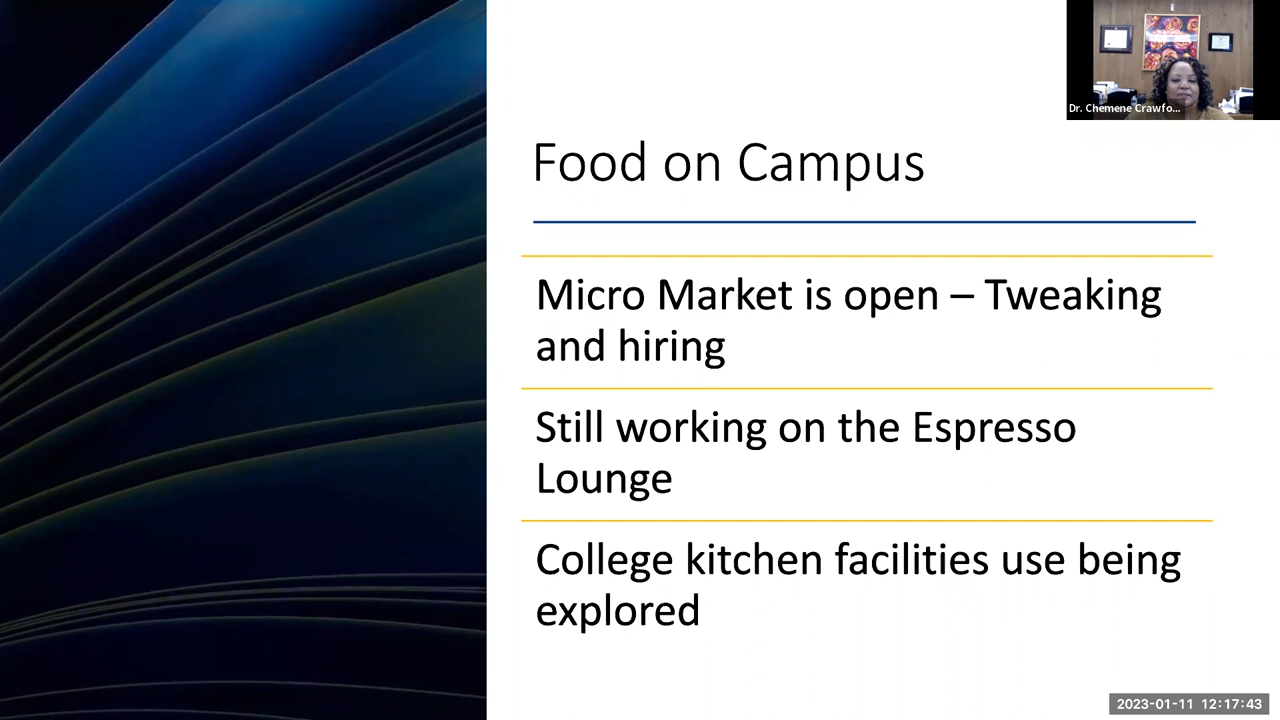 Dr. Chemene Crawfo...
Food on Campus
Micro Market is open – Tweaking
and hiring
Still working on the Espresso
Lounge
College kitchen facilities use being
explored
2023-01-11 12:17:43